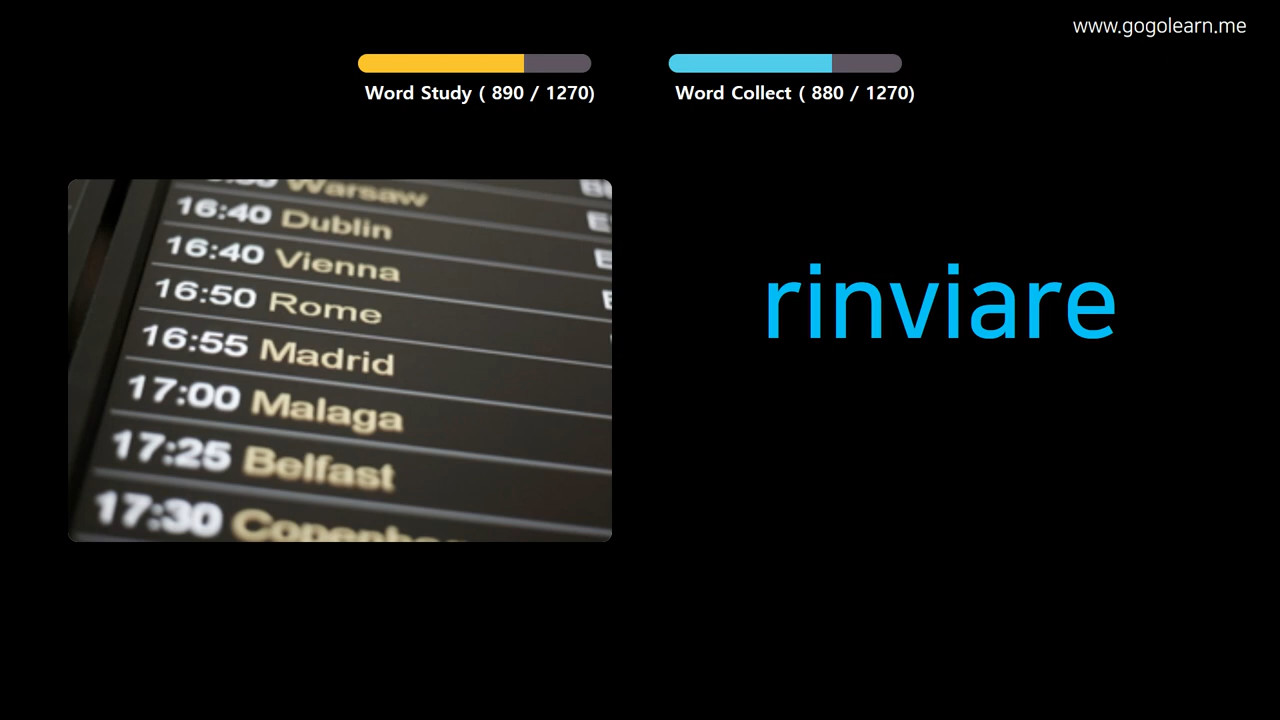 www.gogolearn.me
Word Study ( 890 / 1270)
Word Collect ( 880 / 1270)
Warsaw
16:40 Dublin
16:40 Vienna
16:50 Rome
16:55 Madrid
17:00 Malaga
17:25 Belfast
17:30
rinviare